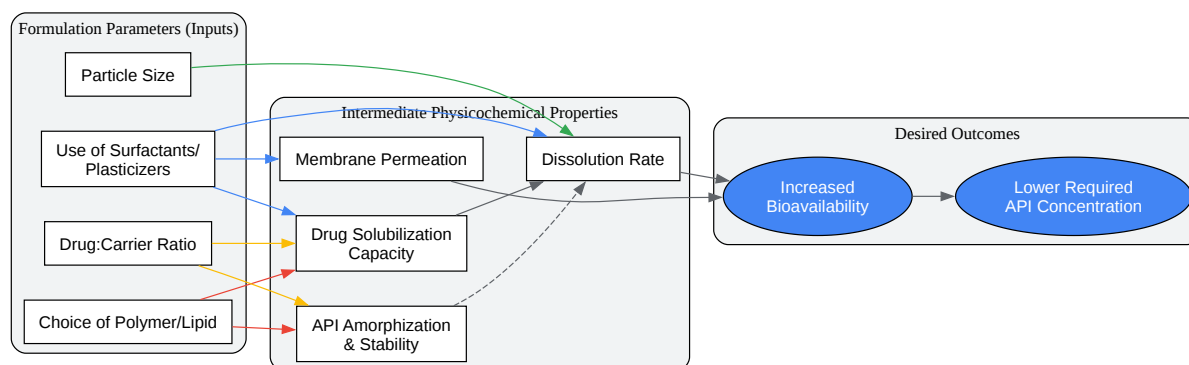 Formulation Parameters (Inputs)
Particle Size
Use of Surfactants/
Plasticizers
Drug:Carrier Ratio
Choice of Polymer/Lipid
Intermediate Physicochemical Properties
Membrane Permeation
Dissolution Rate
Drug Solubilization
Capacity
API Amorphization
& Stability
Desired Outcomes
Increased
Bioavailability
Lower Required
API Concentration